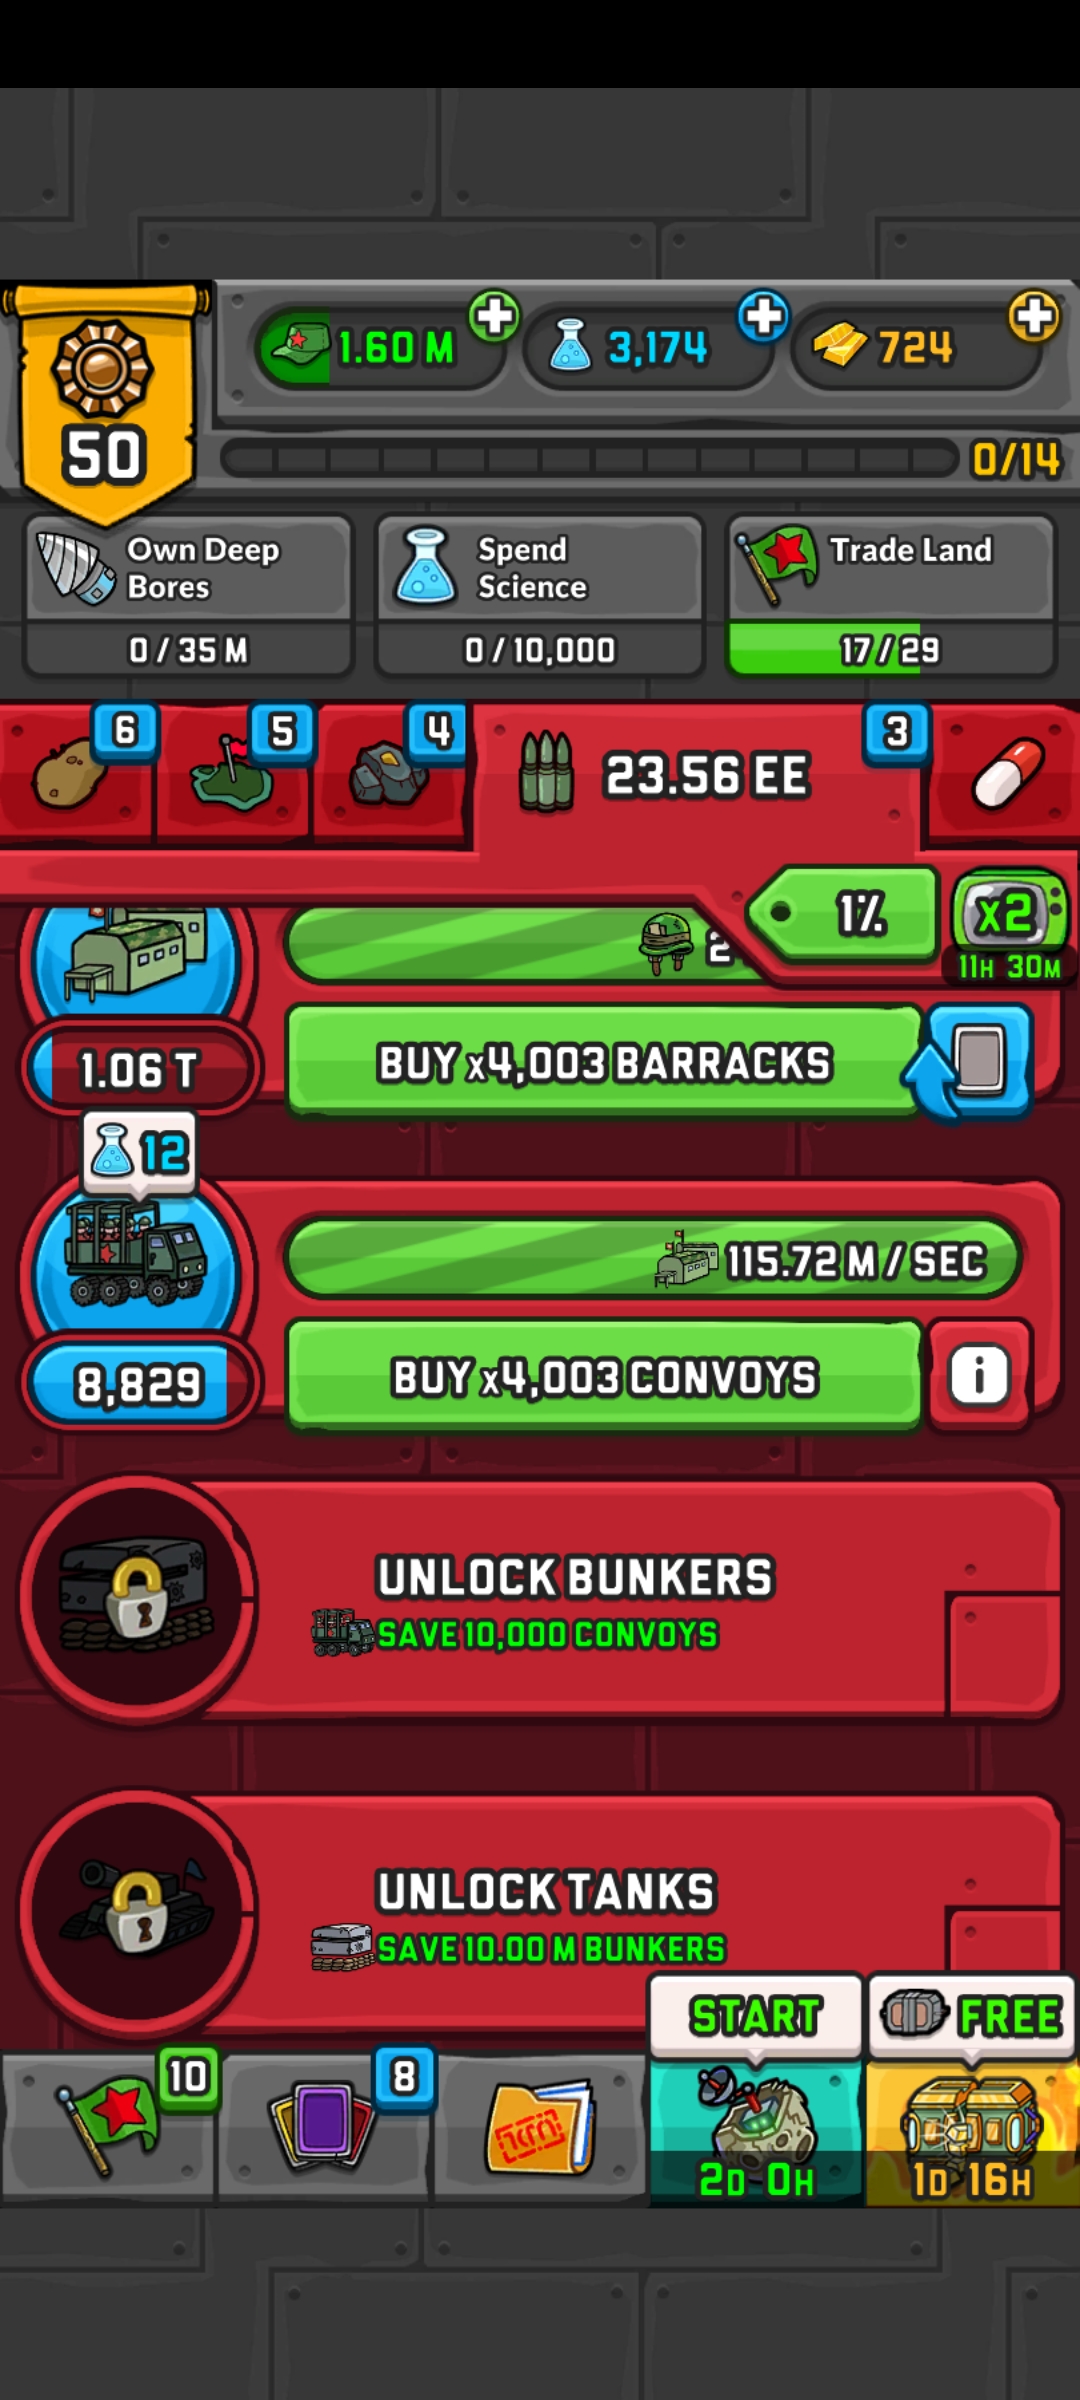 50
1.60 M
3,174
724
0/14
Own Deep
Bores
0 / 35 M
Spend
Science
0 / 10,000
Trade Land
17 / 29
6
5
4
23.56 EE
3
1%
x2
11H 30M
2
1.06 T
BUY x4,003 BARRACKS
12
115.72 M / SEC
8,829
BUY x4,003 CONVOYS
i
UNLOCK BUNKERS
SAVE 10,000 CONVOYS
UNLOCK TANKS
SAVE 10.00 M BUNKERS
START
FREE
10
8
2D 0H
1D 16H